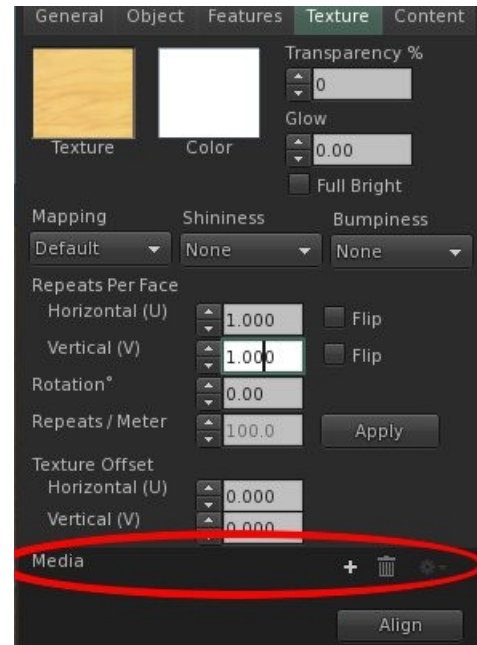 General Object Features Texture Content
Transparency %
0
Glow
Texture Color 0.00
Full Bright
Mapping Shininess Bumpiness
Default None None
Repeats Per Face
Horizontal (U) 1.000 Flip
Vertical (V) 1.000 Flip
Rotation° 0.00
Repeats / Meter 100.0 Apply
Texture Offset
Horizontal (U) 0.000
Vertical (V) 0.000
Media
Align